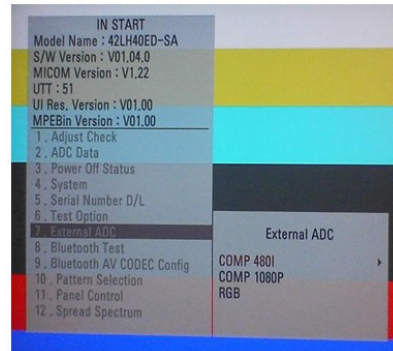 IN START
Model Name : 42LH40ED-SA
S/W Version : V01.04.0
MICOM Version : V1.22
UTT : 51
UI Res. Version : V01.00
MPEBin Version : V01.00
1 . Adjust Check
2 . ADC Data
3 . Power Off Status
4 . System
5 . Serial Number D/L
6 . Test Option
7 . External ADC
8 . Bluetooth Test
9 . Bluetooth AV CODEC Config
10 . Pattern Selection
11 . Panel Control
12 . Spread Spectrum
External ADC
COMP 480I
COMP 1080P
RGB